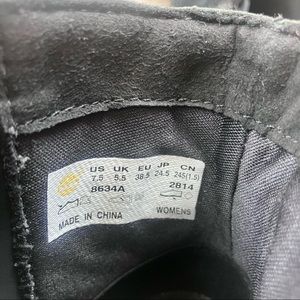 US UK EU JP CN
7.5 5.5 38.5 24.5 245(1.5)
8634A 2814
MADE IN CHINA WOMENS